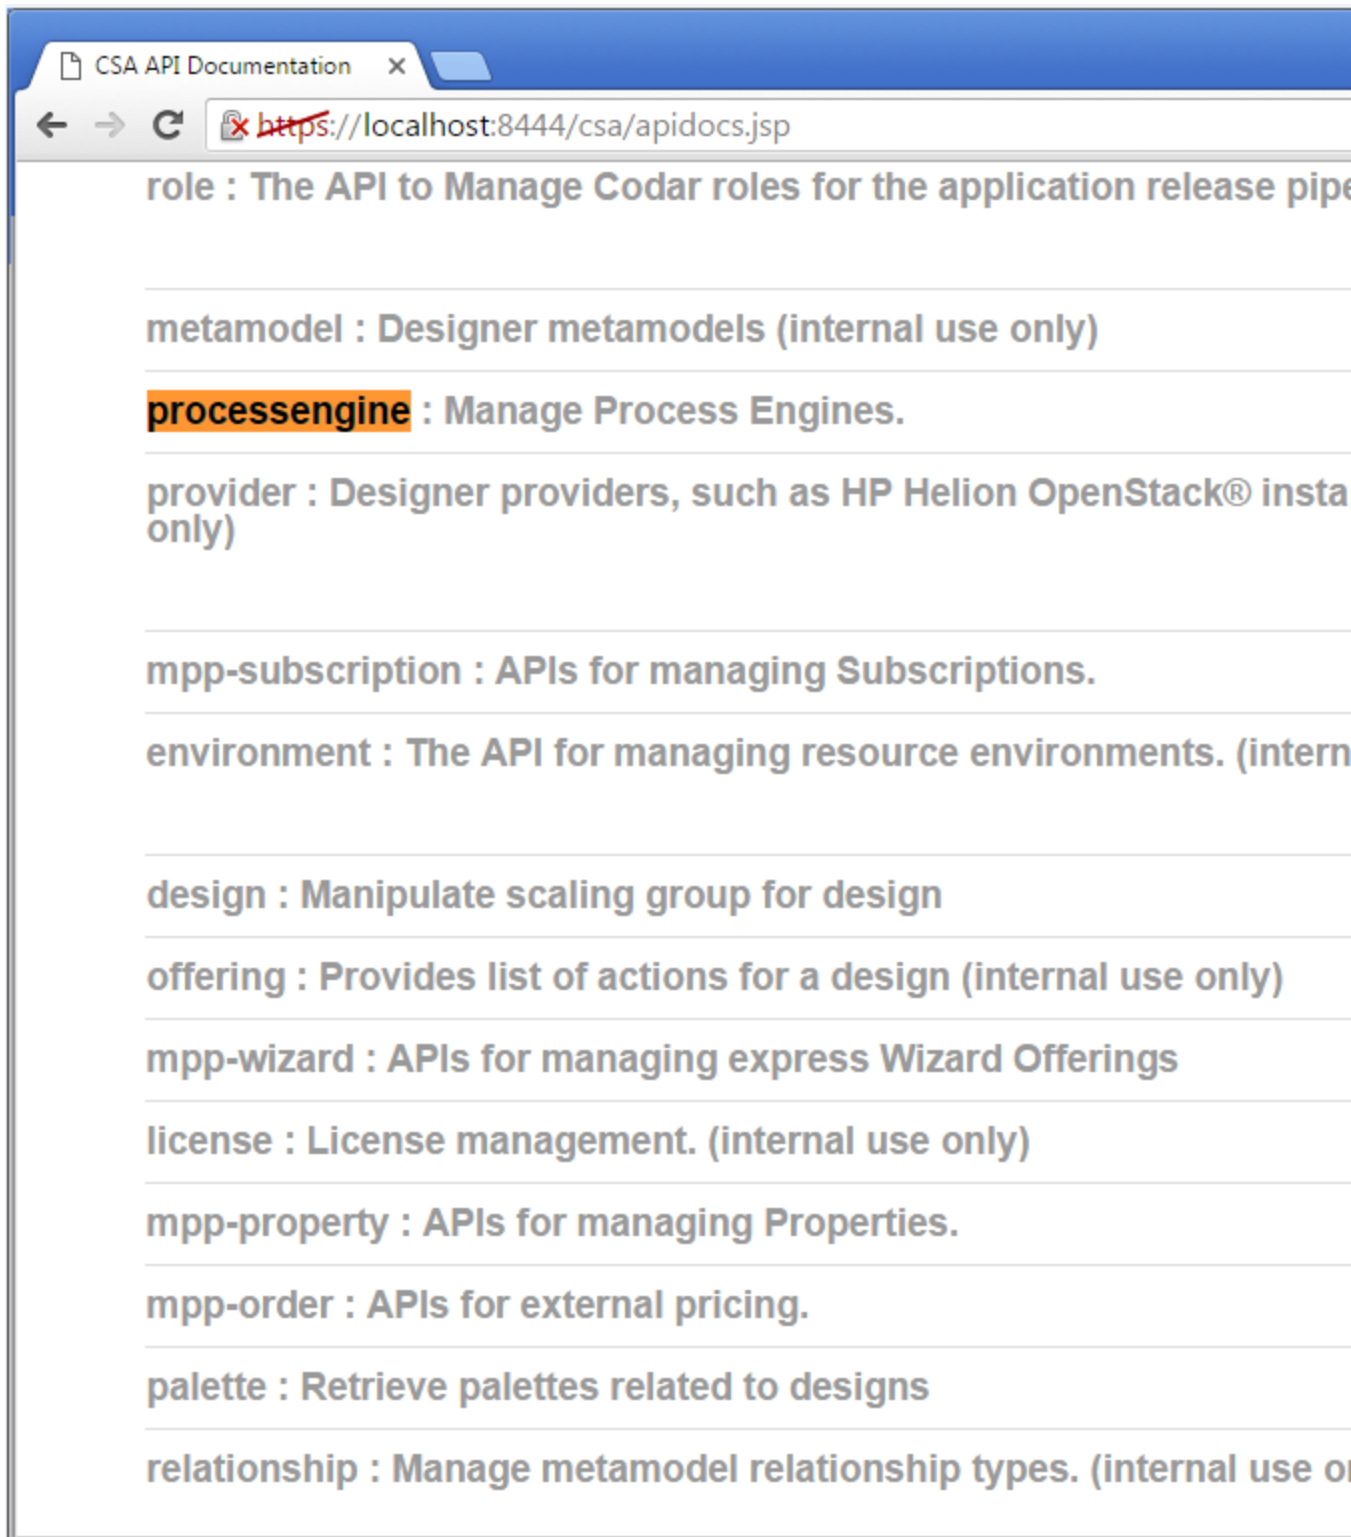 CSA API Documentation
https://localhost:8444/csa/apidocs.jsp
role : The API to Manage Codar roles for the application release
metamodel : Designer metamodels (internal use only)
processengine : Manage Process Engines.
provider : Designer providers, such as HP Helion OpenStack®
only)
mpp-subscription : APIs for managing Subscriptions.
environment : The API for managing resource environments.
design : Manipulate scaling group for design
offering : Provides list of actions for a design (internal use only)
mpp-wizard : APIs for managing express Wizard Offerings
license : License management. (internal use only)
mpp-property : APIs for managing Properties.
mpp-order : APIs for external pricing.
palette : Retrieve palettes related to designs
relationship : Manage metamodel relationship types. (internal use